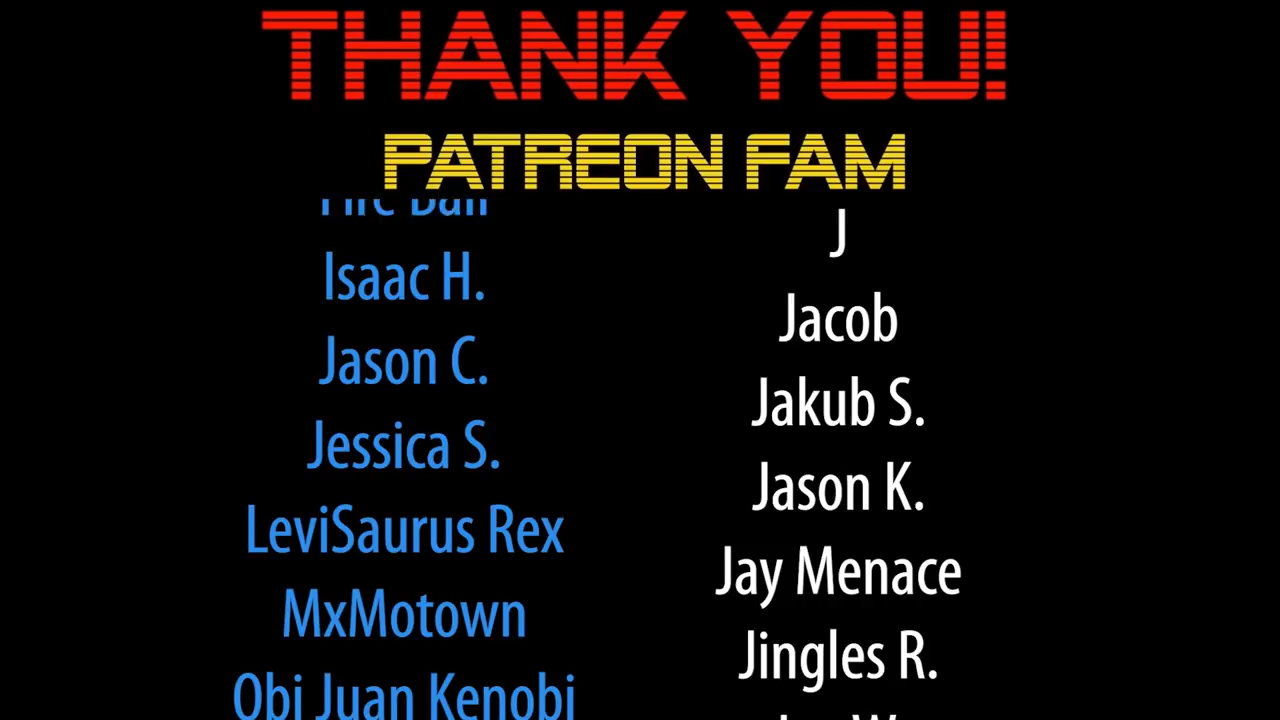 THANK YOU!
PATREON FAM
Isaac H.
Jason C.
Jessica S.
LeviSaurus Rex
MxMotown
Obi Juan Kenobi
J
Jacob
Jakub S.
Jason K.
Jay Menace
Jingles R.